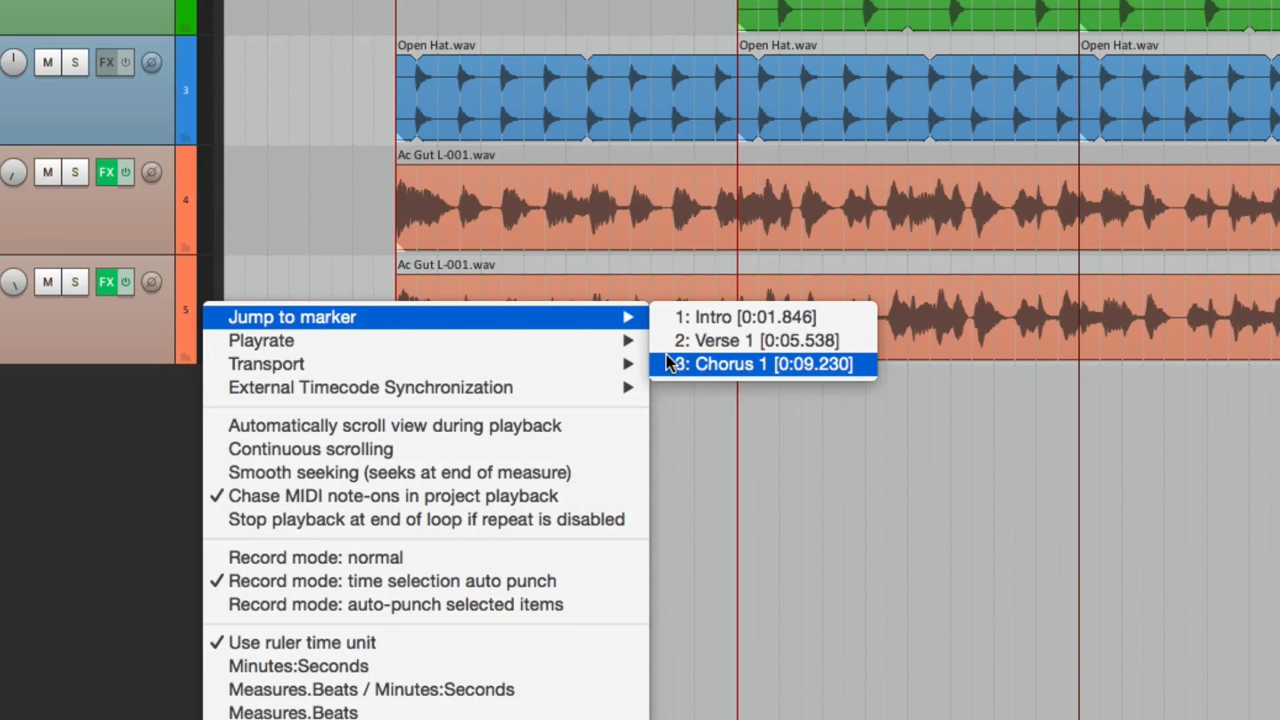 Open Hat.wav
Open Hat.wav
Open Hat.wav
M S FX
3
Ac Gut L-001.wav
M S FX
4
Ac Gut L-001.wav
M S FX
5
Jump to marker
1: Intro [0:01.846]
Playrate
2: Verse 1 [0:05.538]
Transport
3: Chorus 1 [0:09.230]
External Timecode Synchronization
Automatically scroll view during playback
Continuous scrolling
Smooth seeking (seeks at end of measure)
Chase MIDI note-ons in project playback
Stop playback at end of loop if repeat is disabled
Record mode: normal
Record mode: time selection auto punch
Record mode: auto-punch selected items
Use ruler time unit
Minutes:Seconds
Measures.Beats / Minutes:Seconds
Measures.Beats